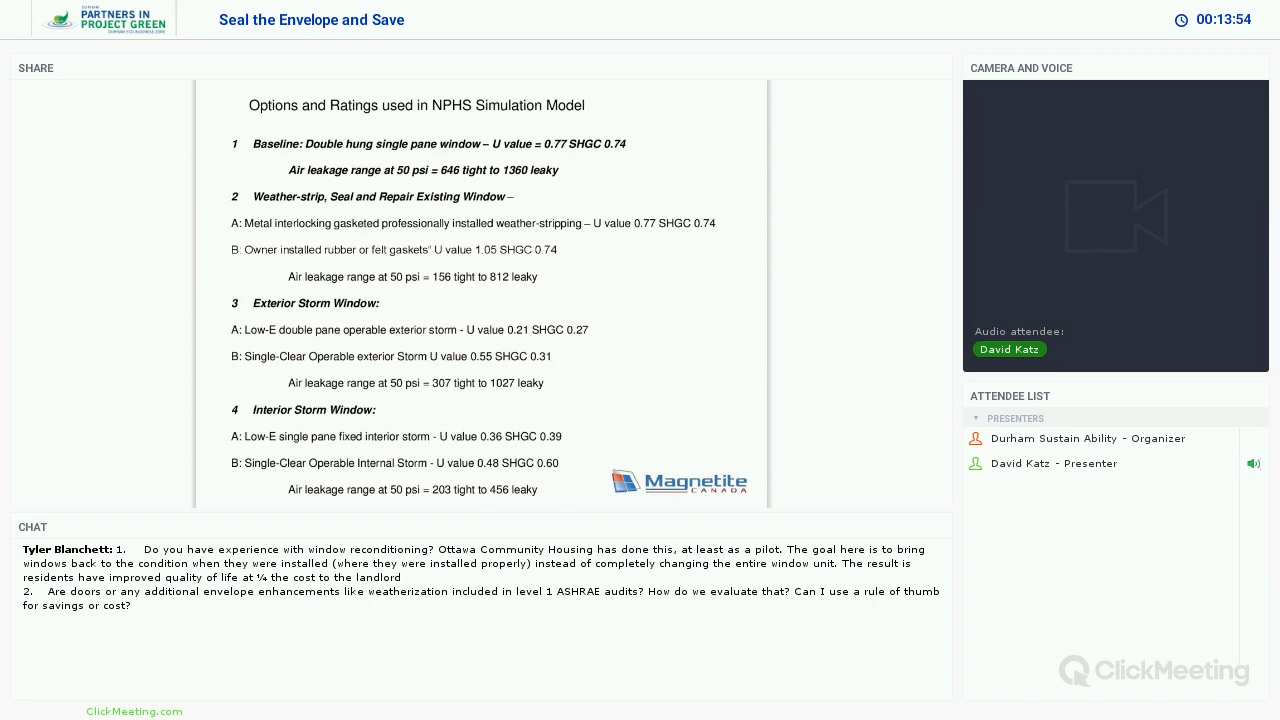 DURHAM
PARTNERS IN
PROJECT GREEN
DURHAM ECO-BUSINESS ZONE
Seal the Envelope and Save
00:13:54
SHARE
Options and Ratings used in NPHS Simulation Model
1 Baseline: Double hung single pane window – U value = 0.77 SHGC 0.74
Air leakage range at 50 psi = 646 tight to 1360 leaky
2 Weather-strip, Seal and Repair Existing Window –
A: Metal interlocking gasketed professionally installed weather-stripping – U value 0.77 SHGC 0.74
B: Owner installed rubber or felt gaskets" U value 1.05 SHGC 0.74
Air leakage range at 50 psi = 156 tight to 812 leaky
3 Exterior Storm Window:
A: Low-E double pane operable exterior storm - U value 0.21 SHGC 0.27
B: Single-Clear Operable exterior Storm U value 0.55 SHGC 0.31
Air leakage range at 50 psi = 307 tight to 1027 leaky
4 Interior Storm Window:
A: Low-E single pane fixed interior storm - U value 0.36 SHGC 0.39
B: Single-Clear Operable Internal Storm - U value 0.48 SHGC 0.60
Air leakage range at 50 psi = 203 tight to 456 leaky
Magnetite
CANADA
CAMERA AND VOICE
Audio attendee:
David Katz
ATTENDEE LIST
PRESENTERS
Durham Sustain Ability - Organizer
David Katz - Presenter
CHAT
Tyler Blanchett: 1. Do you have experience with window reconditioning? Ottawa Community Housing has done this, at least as a pilot. The goal here is to bring
windows back to the condition when they were installed (where they were installed properly) instead of completely changing the entire window unit. The result is
residents have improved quality of life at ¼ the cost to the landlord
2. Are doors or any additional envelope enhancements like weatherization included in level 1 ASHRAE audits? How do we evaluate that? Can I use a rule of thumb
for savings or cost?
ClickMeeting
ClickMeeting.com